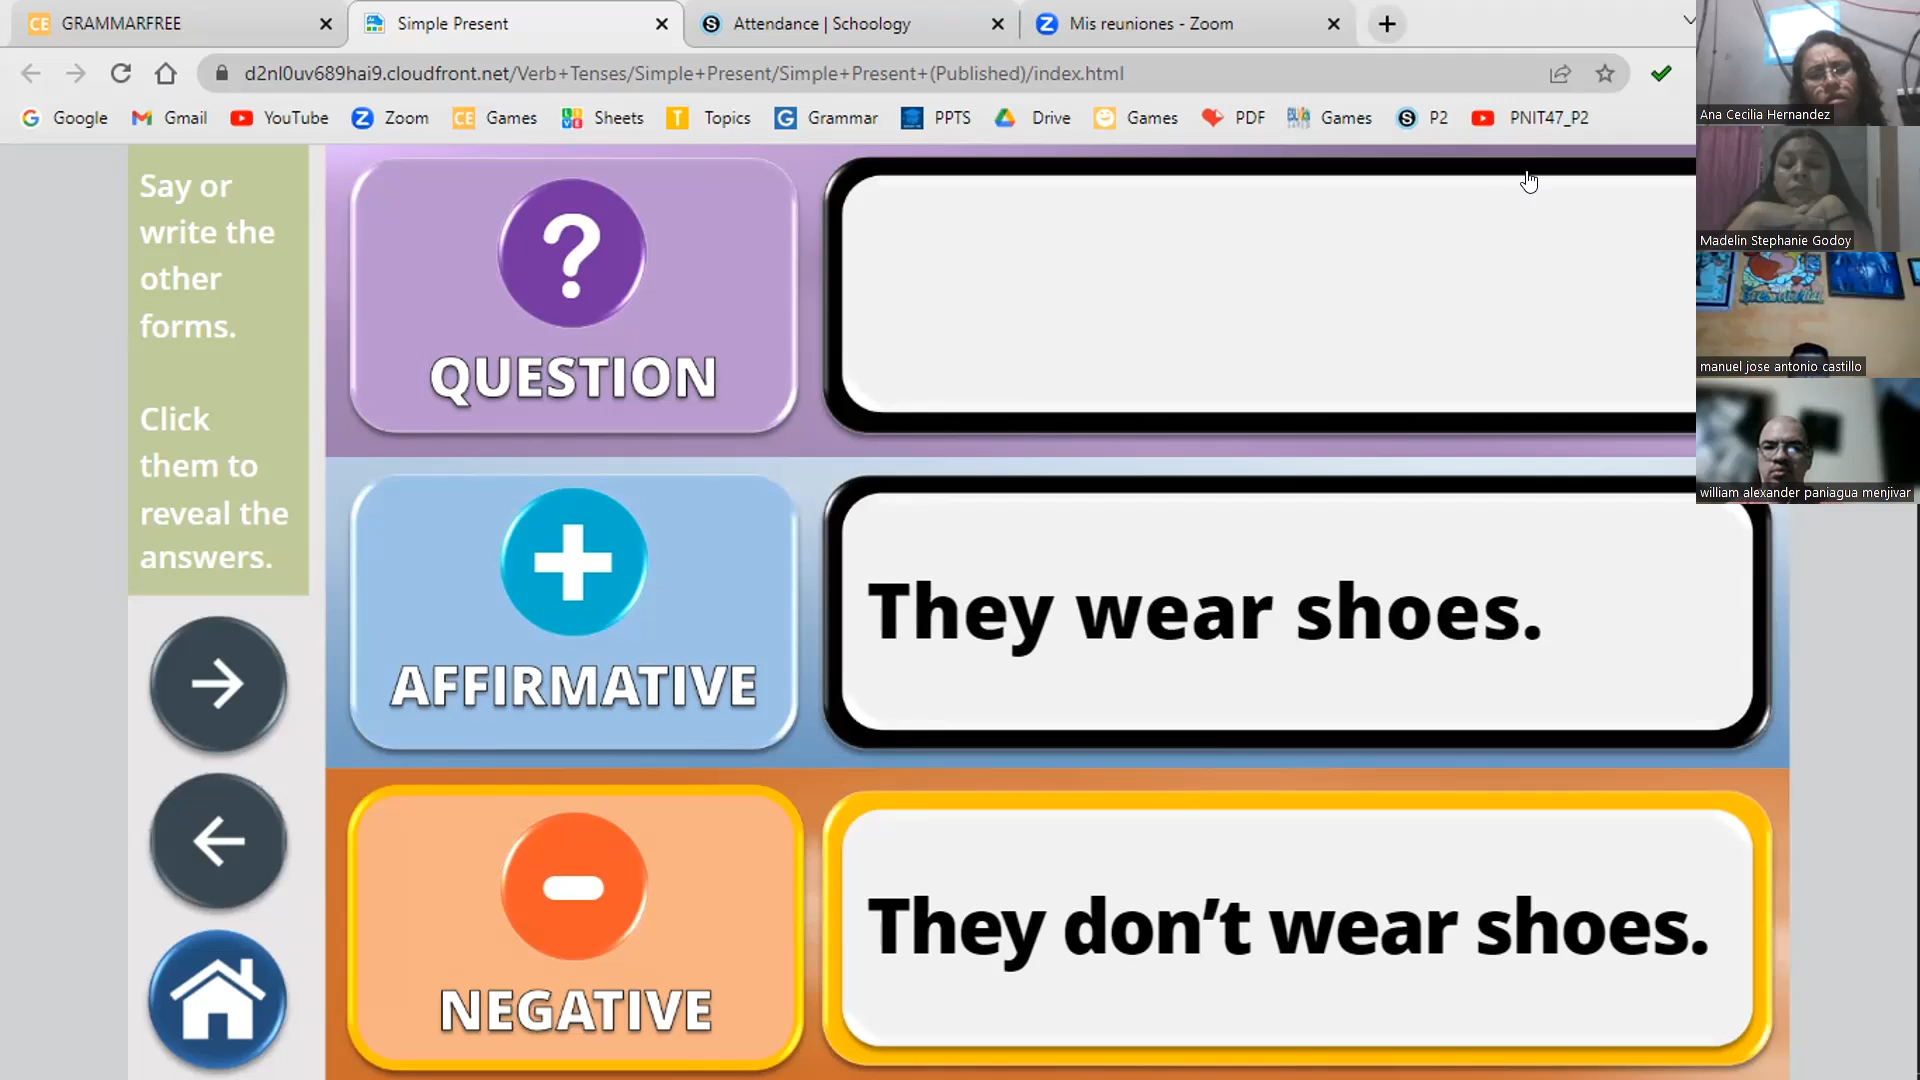 GRAMMARFREE
Simple Present
Attendance | Schoology
Mis reuniones - Zoom
d2nl0uv689hai9.cloudfront.net/Verb+Tenses/Simple+Present/Simple+Present+(Published)/index.html
Google Gmail YouTube Zoom Games Sheets Topics Grammar PPTS Drive Games PDF Games P2 PNIT47_P2
Ana Cecilia Hernandez
Madelin Stephanie Godoy
manuel jose antonio castillo
william alexander paniagua menjivar
Say or
write the
other
forms.
Click
them to
reveal the
answers.
QUESTION
AFFIRMATIVE
They wear shoes.
NEGATIVE
They don’t wear shoes.